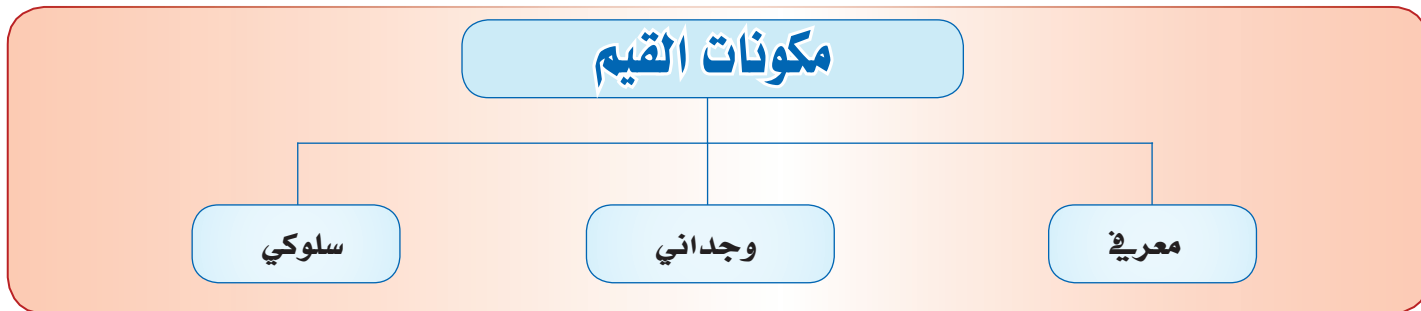 مكونات القيم
معرفي
وجداني
سلوكي